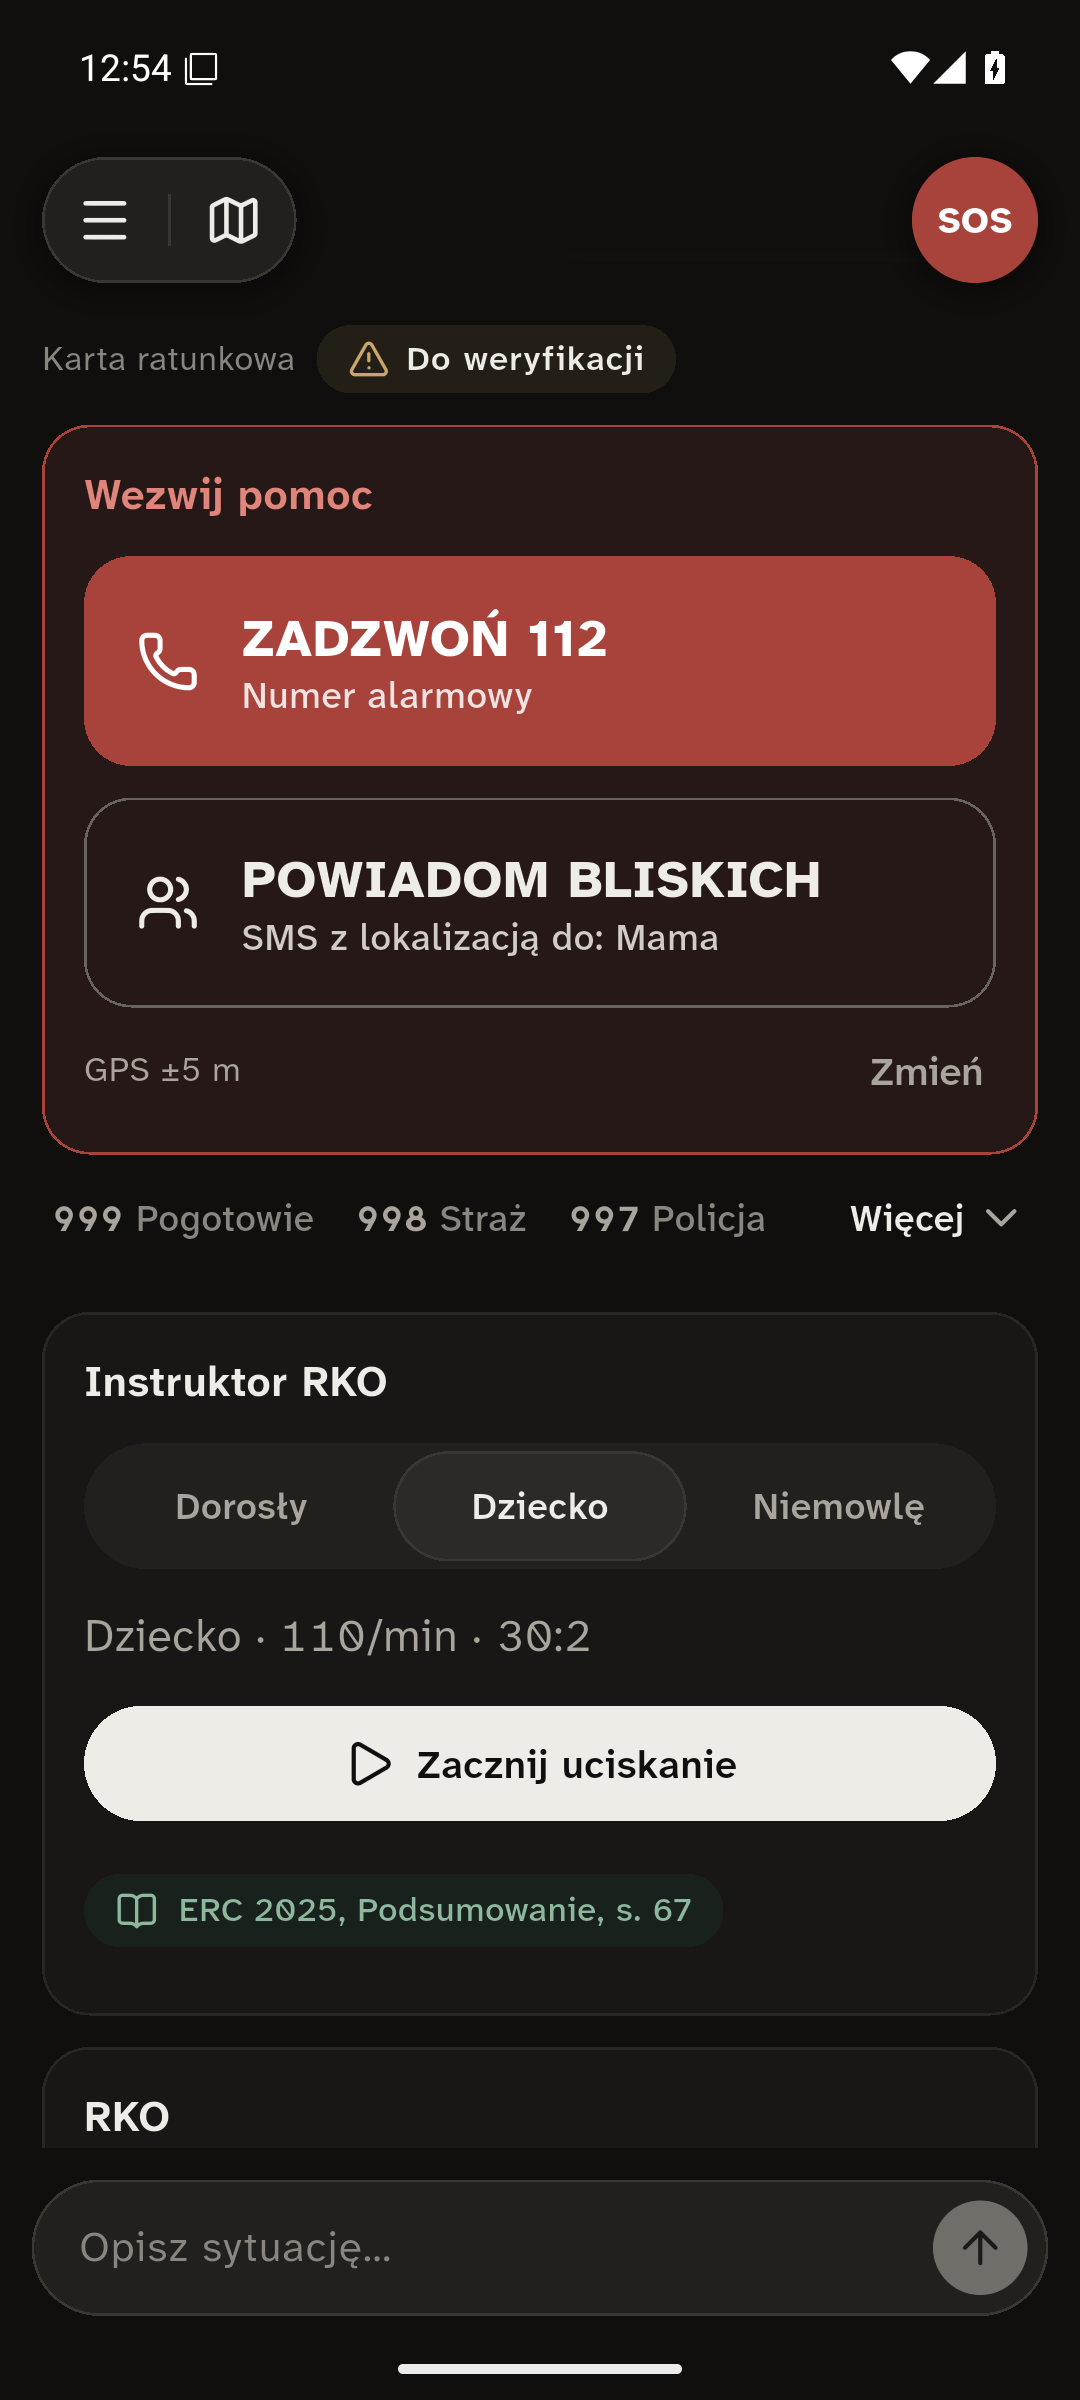 12:54
SOS
Karta ratunkowa
Do weryfikacji
Wezwij pomoc
ZADZWOŃ 112
Numer alarmowy
POWIADOM BLISKICH
SMS z lokalizacją do: Mama
GPS ±5 m
Zmień
999 Pogotowie 998 Straż 997 Policja Więcej
Instruktor RKO
Dorosły Dziecko Niemowlę
Dziecko · 110/min · 30:2
Zacznij uciskanie
ERC 2025, Podsumowanie, s. 67
RKO
Opisz sytuację...